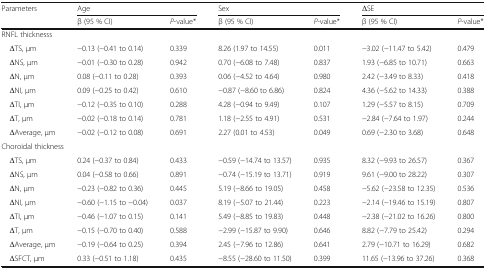 Parameters Age Sex ΔSE
β (95 % CI) P-value* β (95 % CI) P-value* β (95 % CI) P-value*
RNFL thicknesss
ΔTS, μm −0.13 (−0.41 to 0.14) 0.339 8.26 (1.97 to 14.55) 0.011 −3.02 (−11.47 to 5.42) 0.479
ΔNS, μm −0.01 (−0.30 to 0.28) 0.942 0.70 (−6.08 to 7.48) 0.837 1.93 (−6.85 to 10.71) 0.663
ΔN, μm 0.08 (−0.11 to 0.28) 0.393 0.06 (−4.52 to 4.64) 0.980 2.42 (−3.49 to 8.33) 0.418
ΔNI, μm 0.09 (−0.25 to 0.42) 0.610 −0.87 (−8.60 to 6.86) 0.824 4.36 (−5.62 to 14.33) 0.388
ΔTI, μm −0.12 (−0.35 to 0.10) 0.288 4.28 (−0.94 to 9.49) 0.107 1.29 (−5.57 to 8.15) 0.709
ΔT, μm −0.02 (−0.18 to 0.14) 0.781 1.18 (−2.55 to 4.91) 0.531 −2.84 (−7.64 to 1.97) 0.244
ΔAverage, μm −0.02 (−0.12 to 0.08) 0.691 2.27 (0.01 to 4.53) 0.049 0.69 (−2.30 to 3.68) 0.648
Choroidal thickness
ΔTS, μm 0.24 (−0.37 to 0.84) 0.433 −0.59 (−14.74 to 13.57) 0.935 8.32 (−9.93 to 26.57) 0.367
ΔNS, μm 0.04 (−0.58 to 0.66) 0.891 −0.74 (−15.19 to 13.71) 0.919 9.61 (−9.00 to 28.22) 0.307
ΔN, μm −0.23 (−0.82 to 0.36) 0.445 5.19 (−8.66 to 19.05) 0.458 −5.62 (−23.58 to 12.35) 0.536
ΔNI, μm −0.60 (−1.15 to −0.04) 0.037 8.19 (−5.07 to 21.44) 0.223 −2.14 (−19.46 to 15.19) 0.807
ΔTI, μm −0.46 (−1.07 to 0.15) 0.141 5.49 (−8.85 to 19.83) 0.448 −2.38 (−21.02 to 16.26) 0.800
ΔT, μm −0.15 (−0.70 to 0.40) 0.588 −2.99 (−15.87 to 9.90) 0.646 8.82 (−7.79 to 25.42) 0.294
ΔAverage, μm −0.19 (−0.64 to 0.25) 0.394 2.45 (−7.96 to 12.86) 0.641 2.79 (−10.71 to 16.29) 0.682
ΔSFCT, μm 0.33 (−0.51 to 1.18) 0.435 −8.55 (−28.60 to 11.50) 0.399 11.65 (−13.96 to 37.26) 0.368